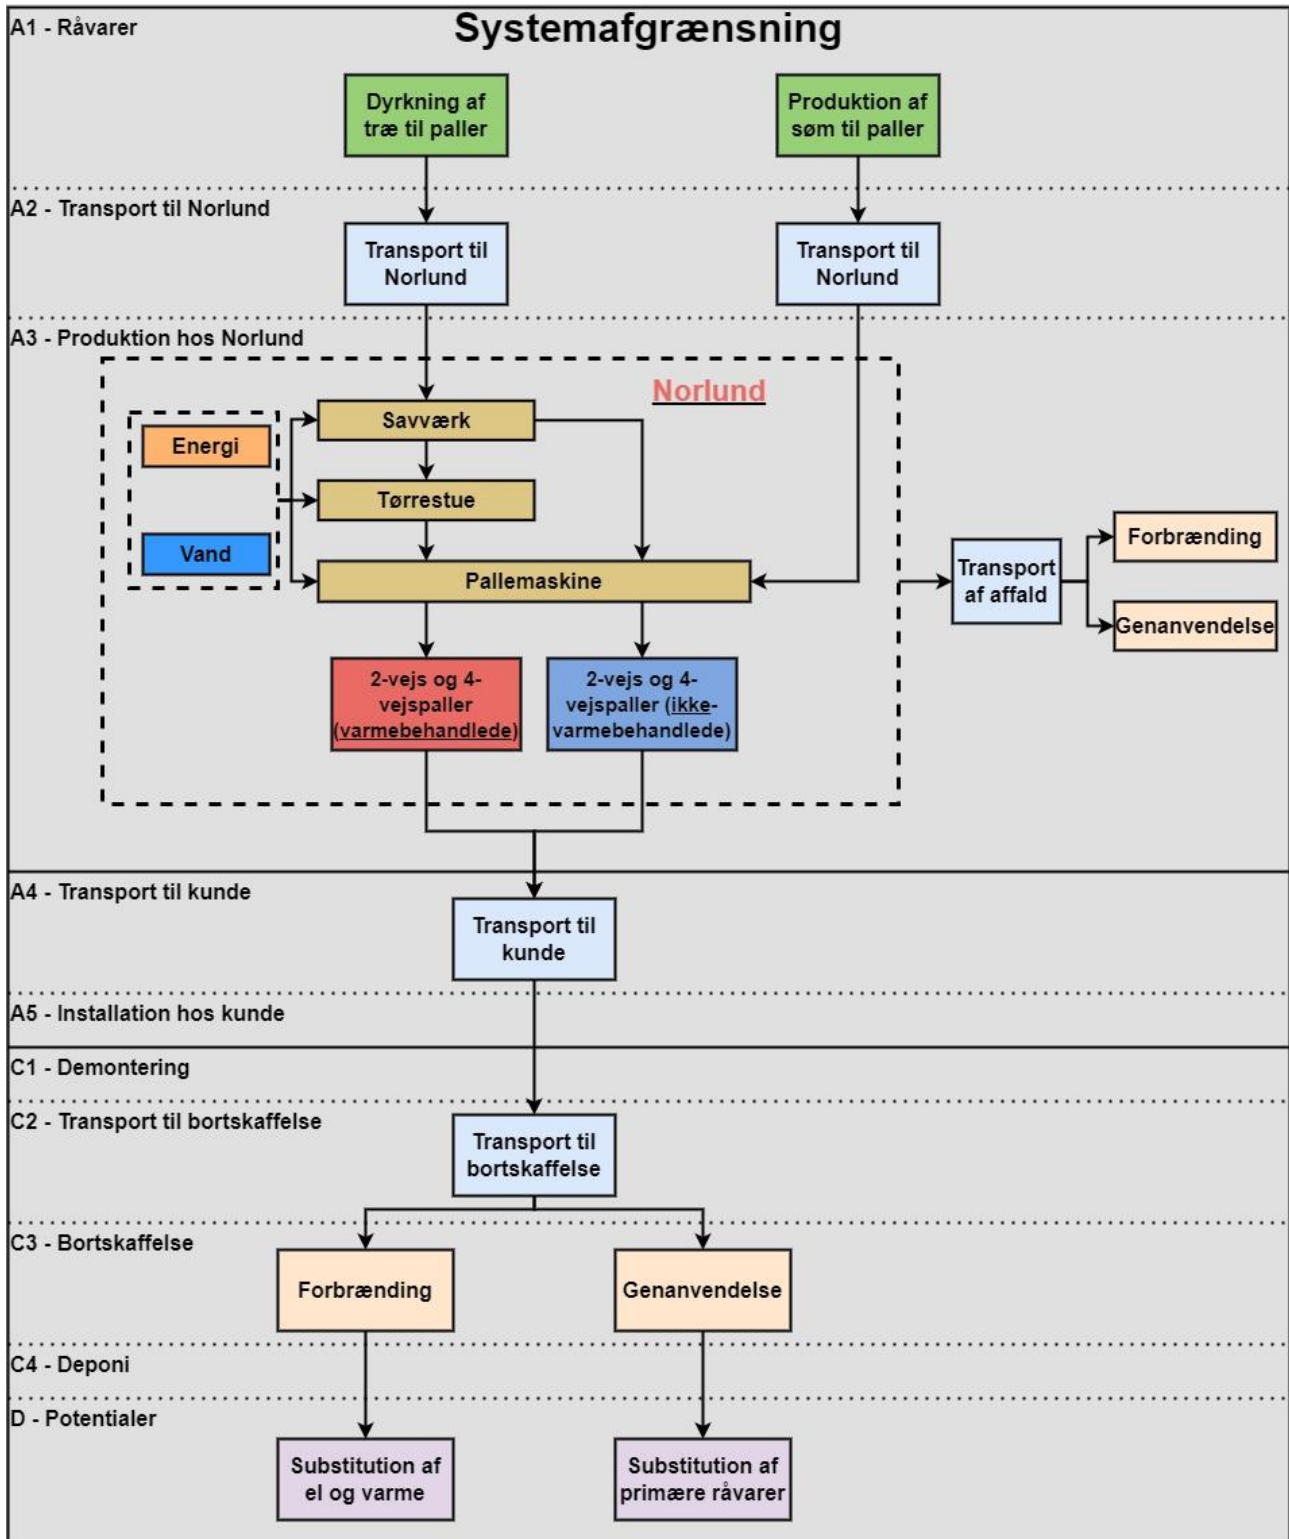 Systemafgrænsning
A1 - Råvarer
Dyrkning af
træ til paller
Produktion af
søm til paller
A2 - Transport til Norlund
Transport til
Norlund
Transport til
Norlund
A3 - Produktion hos Norlund
Norlund
Savværk
Energi
Tørrestue
Vand
Pallemaskine
Transport
af affald
Forbrænding
Genanvendelse
2-vejs og 4-
vejspaller
(varmebehandlede)
2-vejs og 4-
vejspaller (ikke-
varmebehandlede)
A4 - Transport til kunde
Transport til
kunde
A5 - Installation hos kunde
C1 - Demontering
C2 - Transport til bortskaffelse
Transport til
bortskaffelse
C3 - Bortskaffelse
Forbrænding
Genanvendelse
C4 - Deponi
D - Potentialer
Substitution af
el og varme
Substitution af
primære råvarer